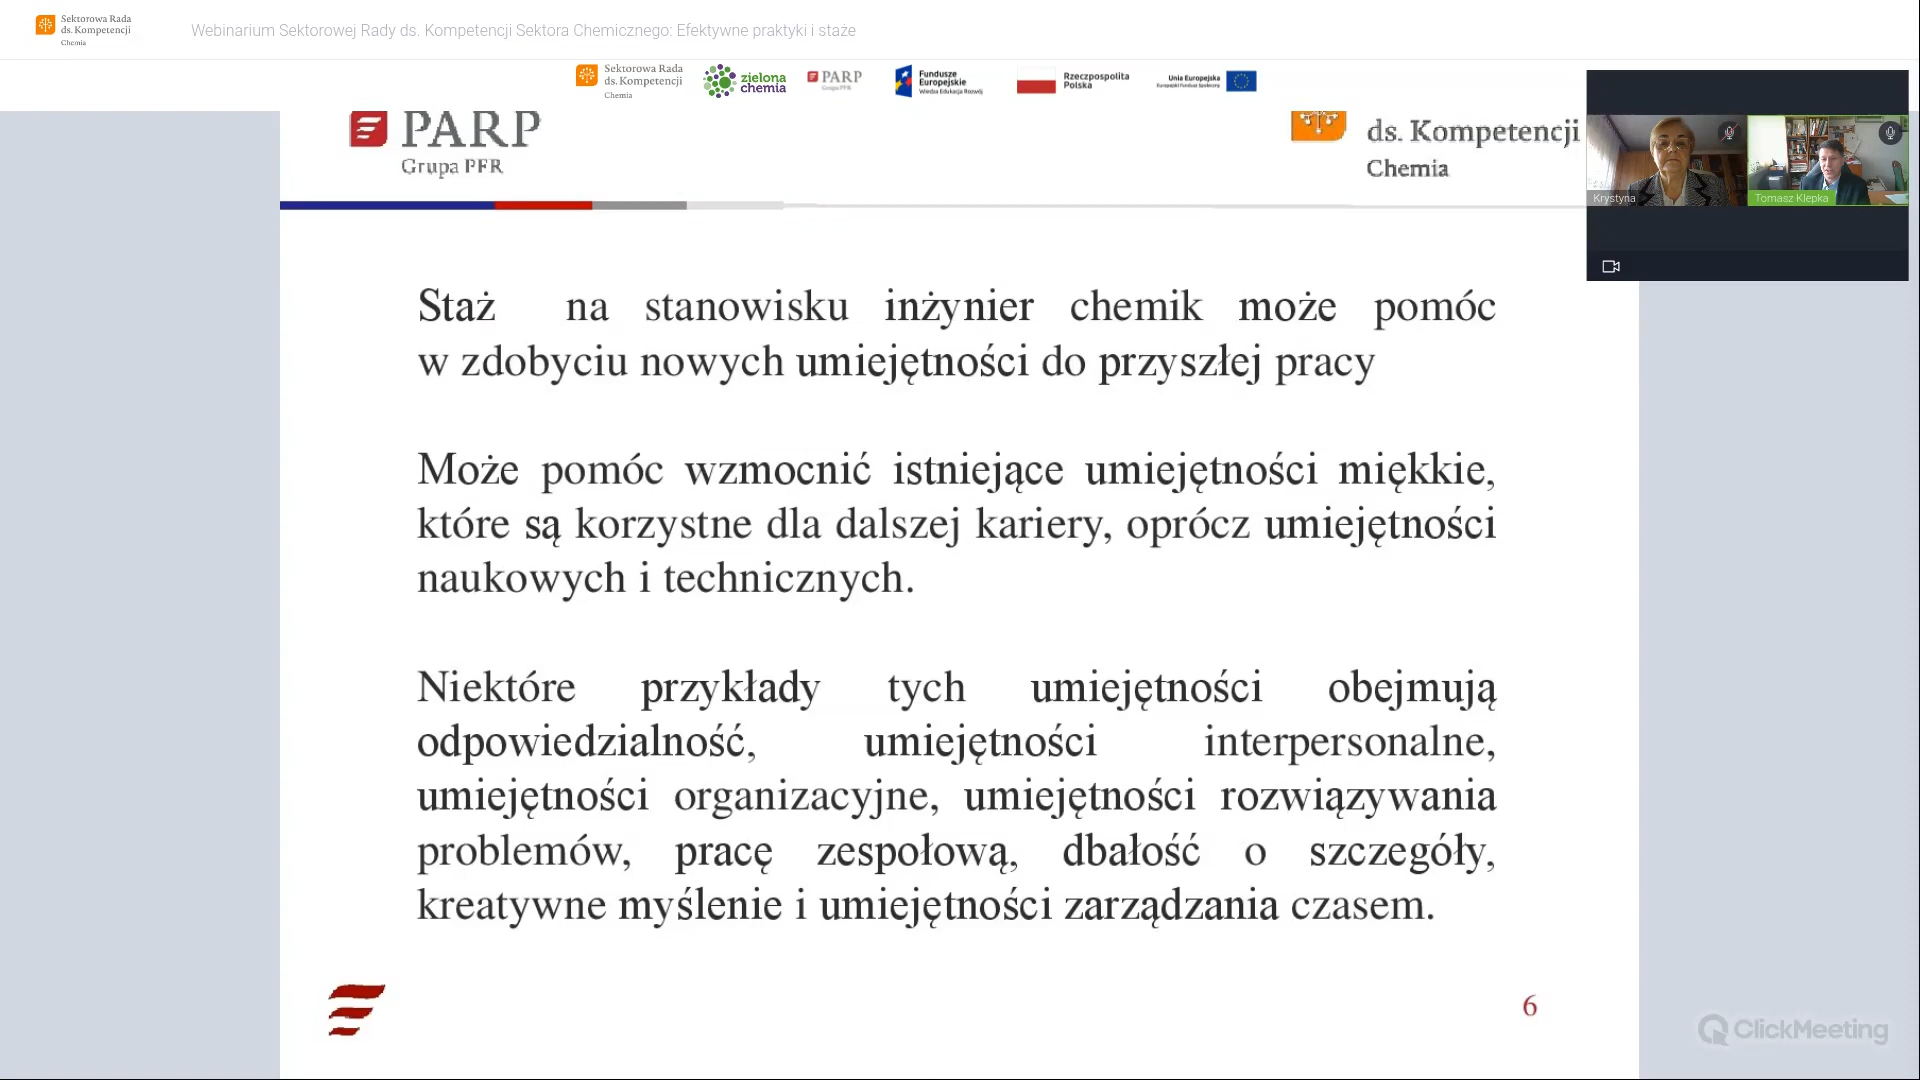 Sektorowa Rada
ds. Kompetencji
Chemia
Webinarium Sektorowej Rady ds. Kompetencji Sektora Chemicznego: Efektywne praktyki i staże
Sektorowa Rada
ds. Kompetencji
Chemia
zielona
chemia
PARP
Grupa PFR
Fundusze
Europejskie
Wiedza Edukacja Rozwój
Rzeczpospolita
Polska
Unia Europejska
Europejski Fundusz Społeczny
PARP
Grupa PFR
ds. Kompetencji
Chemia
Krystyna
Tomasz Klepka
Staż na stanowisku inżynier chemik może pomóc
w zdobyciu nowych umiejętności do przyszłej pracy
Może pomóc wzmocnić istniejące umiejętności miękkie,
które są korzystne dla dalszej kariery, oprócz umiejętności
naukowych i technicznych.
Niektóre przykłady tych umiejętności obejmują
odpowiedzialność, umiejętności interpersonalne,
umiejętności organizacyjne, umiejętności rozwiązywania
problemów, pracę zespołową, dbałość o szczegóły,
kreatywne myślenie i umiejętności zarządzania czasem.
6
ClickMeeting